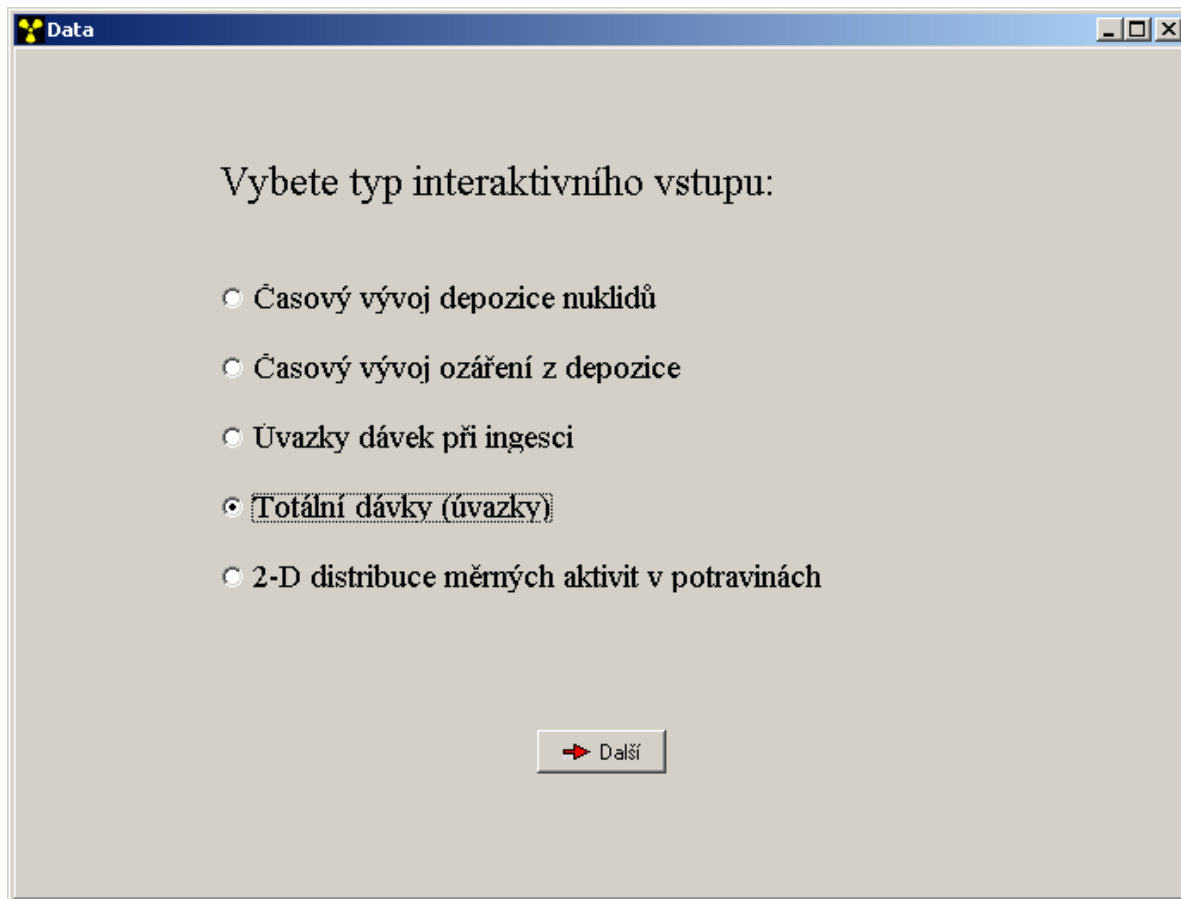 Data
Vybete typ interaktivního vstupu:
Časový vývoj depozice nuklidů
Časový vývoj ozáření z depozice
Úvazky dávek při ingesci
Totální dávky (úvazky)
2-D distribuce měrných aktivit v potravinách
Další